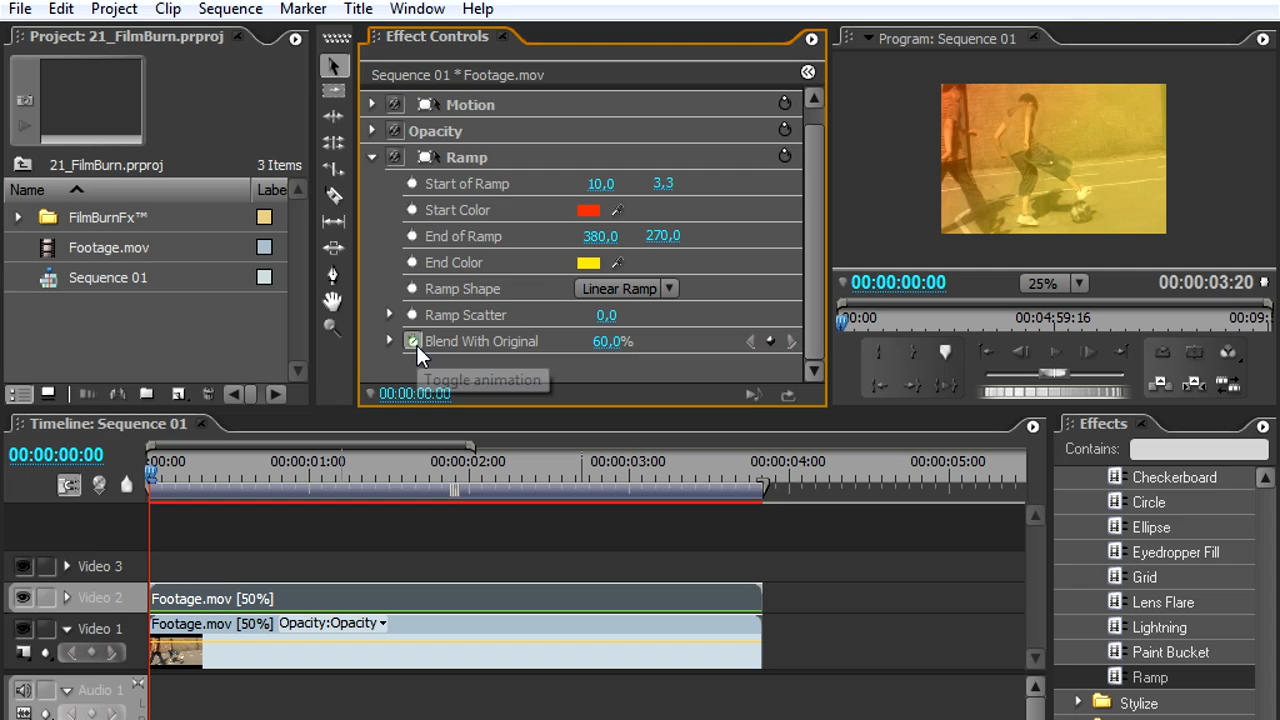 File Edit Project Clip Sequence Marker Title Window Help
Project: 21_FilmBurn.prproj
21_FilmBurn.prproj 3 Items
Name Labe
FilmBurnFx™
Footage.mov
Sequence 01
Effect Controls
Sequence 01 * Footage.mov
Motion
Opacity
Ramp
Start of Ramp 10,0 3,3
Start Color
End of Ramp 380,0 270,0
End Color
Ramp Shape Linear Ramp
Ramp Scatter 0,0
Blend With Original 60,0%
Toggle animation
00:00:00:00
Program: Sequence 01
00:00:00:00 25% 00:00:03:20
00:00 00:04:59:16 00:09:
Timeline: Sequence 01
00:00:00:00
:00:00 00:00:01:00 00:00:02:00 00:00:03:00 00:00:04:00 00:00:05:00
Video 3
Video 2 Footage.mov [50%]
Video 1 Footage.mov [50%] Opacity:Opacity
Audio 1
Effects
Contains:
Checkerboard
Circle
Ellipse
Eyedropper Fill
Grid
Lens Flare
Lightning
Paint Bucket
Ramp
Stylize